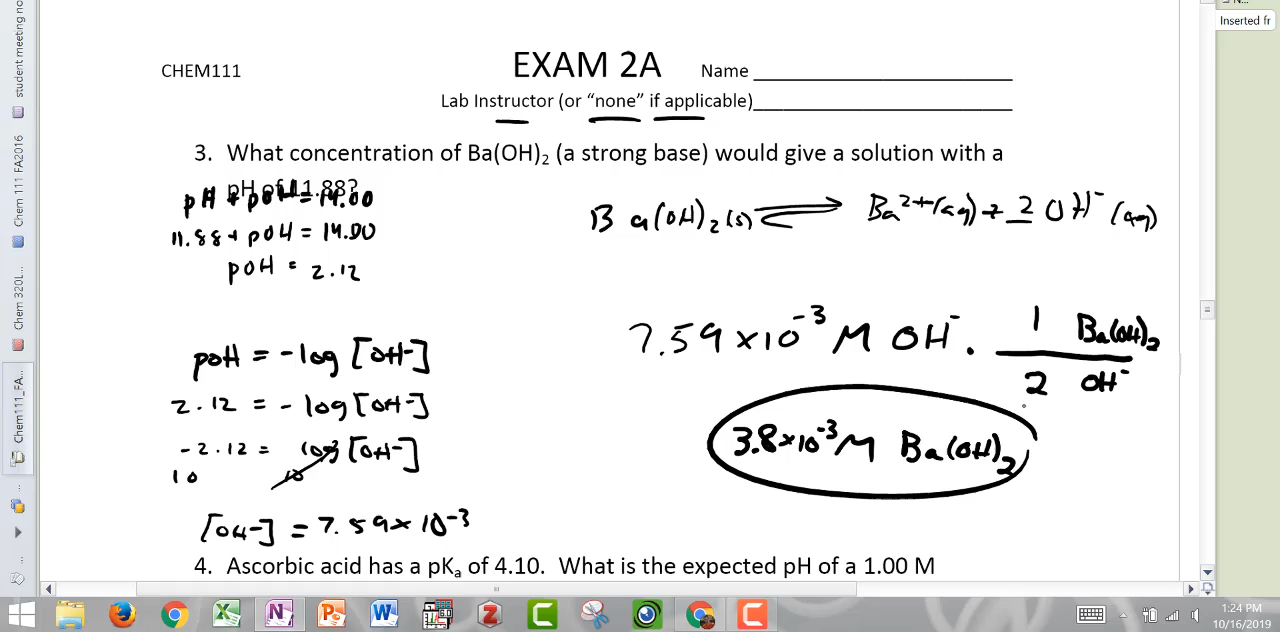 N...
Inserted fr
student meeting no
Chem 111 FA2016
Chem 320L
Chem111_FA
CHEM111 EXAM 2A Name
Lab Instructor (or “none” if applicable)
3. What concentration of Ba(OH)₂ (a strong base) would give a solution with a
pH of 11.88?
pH + pOH = 14.00
11.88 + pOH = 14.00
pOH = 2.12
Ba(OH)₂ (s) ⇌ Ba²⁺(aq) + 2 OH⁻ (aq)
pOH = -log [OH-]
2.12 = - log [OH-]
-2.12 = log [OH-]
10 10
[OH-] = 7.59 x 10⁻³
7.59 x 10⁻³ M OH⁻ · 1 Ba(OH)₂
2 OH⁻
3.8 x 10⁻³ M Ba(OH)₂
4. Ascorbic acid has a pKₐ of 4.10. What is the expected pH of a 1.00 M
1:24 PM
10/16/2019